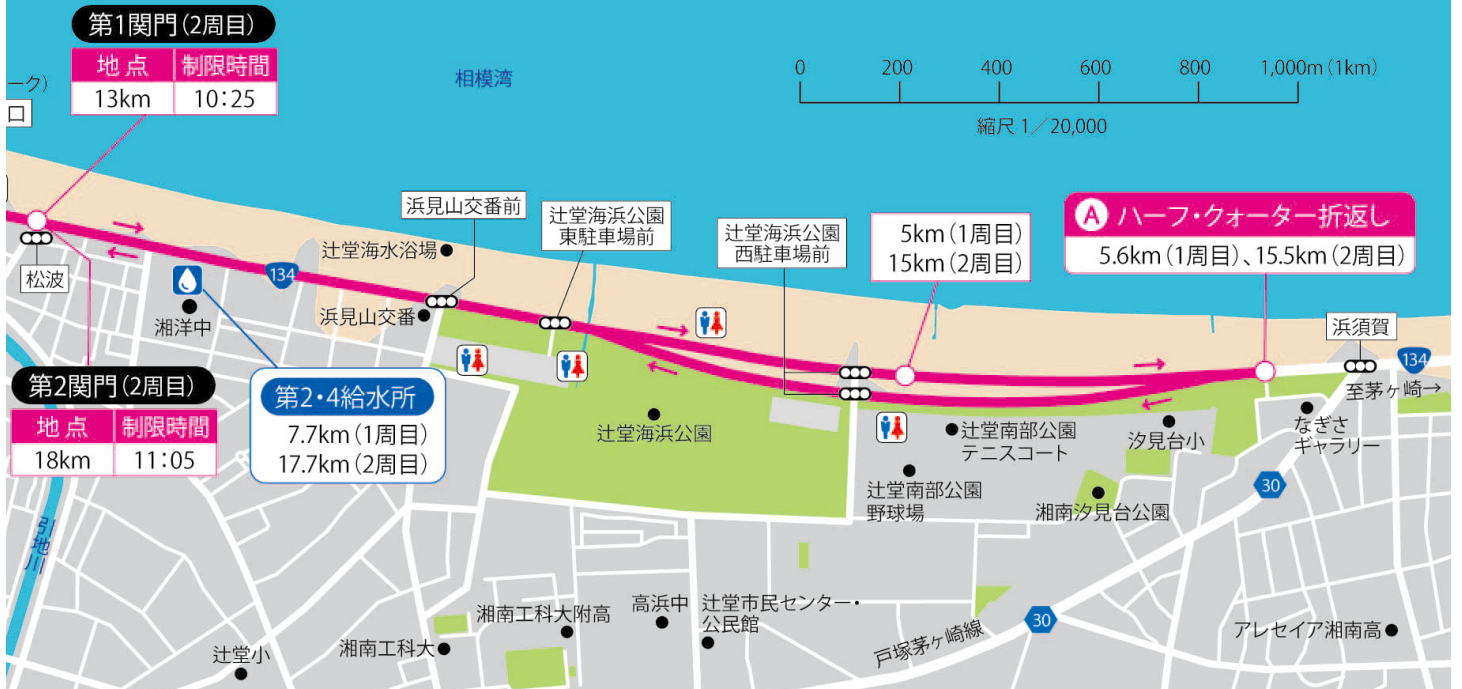 第1関門(2周目)
地点 制限時間
13km 10：25
ーク)
口
相模湾
0 200 400 600 800 1,000m(1km)
縮尺 1／20,000
松波
134
湘洋中
辻堂海水浴場
浜見山交番前
浜見山交番
辻堂海浜公園
東駐車場前
辻堂海浜公園
西駐車場前
5km(1周目)
15km(2周目)
A ハーフ・クォーター折返し
5.6km(1周目)、15.5km(2周目)
浜須賀
134
至茅ヶ崎→
第2関門(2周目)
地点 制限時間
18km 11：05
第2・4給水所
7.7km(1周目)
17.7km(2周目)
辻堂海浜公園
辻堂南部公園
テニスコート
辻堂南部公園
野球場
汐見台小
湘南汐見台公園
なぎさ
ギャラリー
30
引地川
辻堂小
湘南工科大
湘南工科大附高
高浜中
辻堂市民センター・
公民館
戸塚茅ヶ崎線
30
アレセイア湘南高